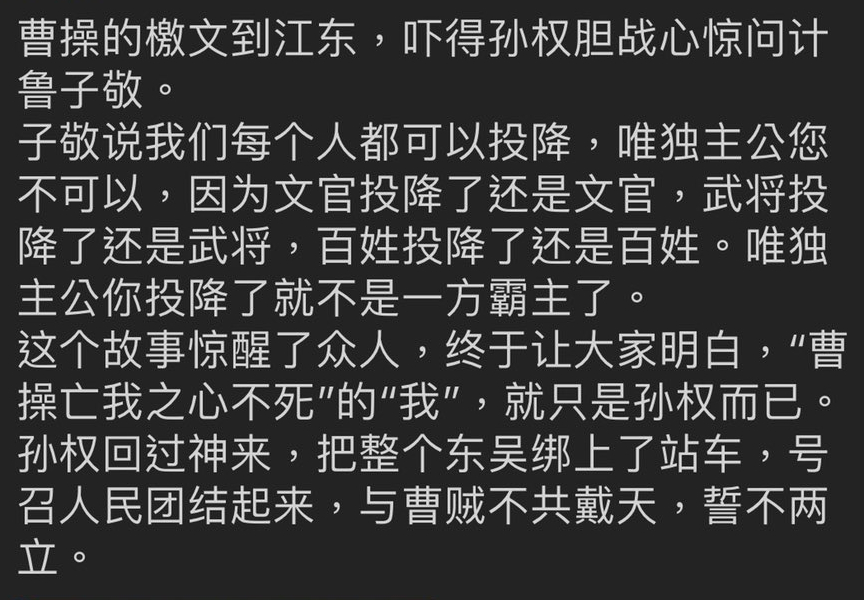 曹操的檄文到江东，吓得孙权胆战心惊问计
鲁子敬。
子敬说我们每个人都可以投降，唯独主公您
不可以，因为文官投降了还是文官，武将投
降了还是武将，百姓投降了还是百姓。唯独
主公你投降了就不是一方霸主了。
这个故事惊醒了众人，终于让大家明白，“曹
操亡我之心不死”的“我”，就只是孙权而已。
孙权回过神来，把整个东吴绑上了站车，号
召人民团结起来，与曹贼不共戴天，誓不两
立。